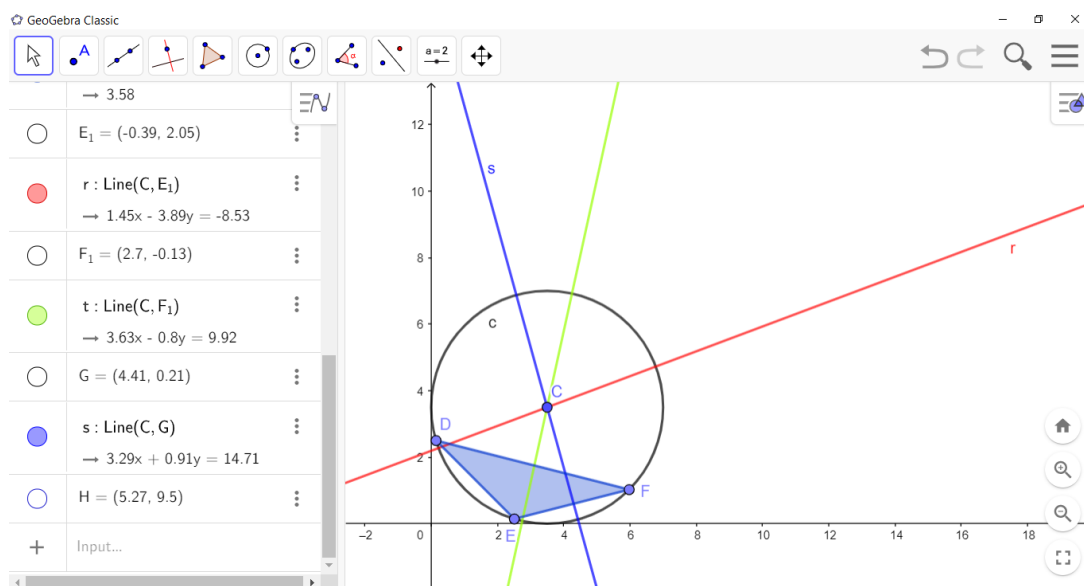 GeoGebra Classic
A
α
a=2
→ 3.58
E₁ = (-0.39, 2.05)
r : Line(C, E₁)
→ 1.45x - 3.89y = -8.53
F₁ = (2.7, -0.13)
t : Line(C, F₁)
→ 3.63x - 0.8y = 9.92
G = (4.41, 0.21)
s : Line(C, G)
→ 3.29x + 0.91y = 14.71
H = (5.27, 9.5)
+ Input...
12
s
10
8
r
6
c
4
C
D
2
F
E
−2 0 2 4 6 8 10 12 14 16 18